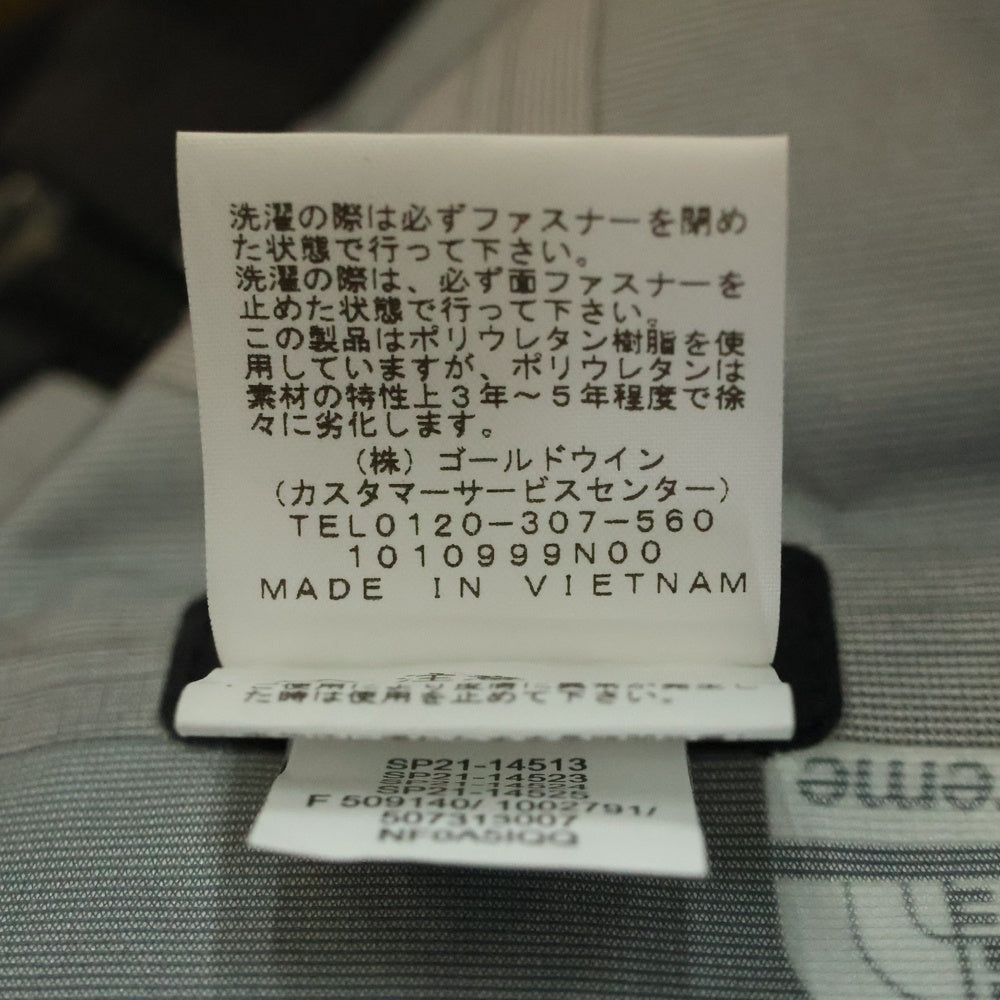 洗濯の際は必ずファスナーを閉め
た状態で行って下さい。
洗濯の際は、必ず面ファスナーを
止めた状態で行って下さい。
この製品はポリウレタン樹脂を使
用していますが、ポリウレタンは
素材の特性上３年～５年程度で徐
々に劣化します。
（株）ゴールドウイン
（カスタマーサービスセンター）
TEL0120-307-560
1010999N00
MADE IN VIETNAM
た時は使用を止めて下さい。
SP21-14513
SP21-14523
F 509140/ 1002791/
507313007
NF0A5IQQ
eme